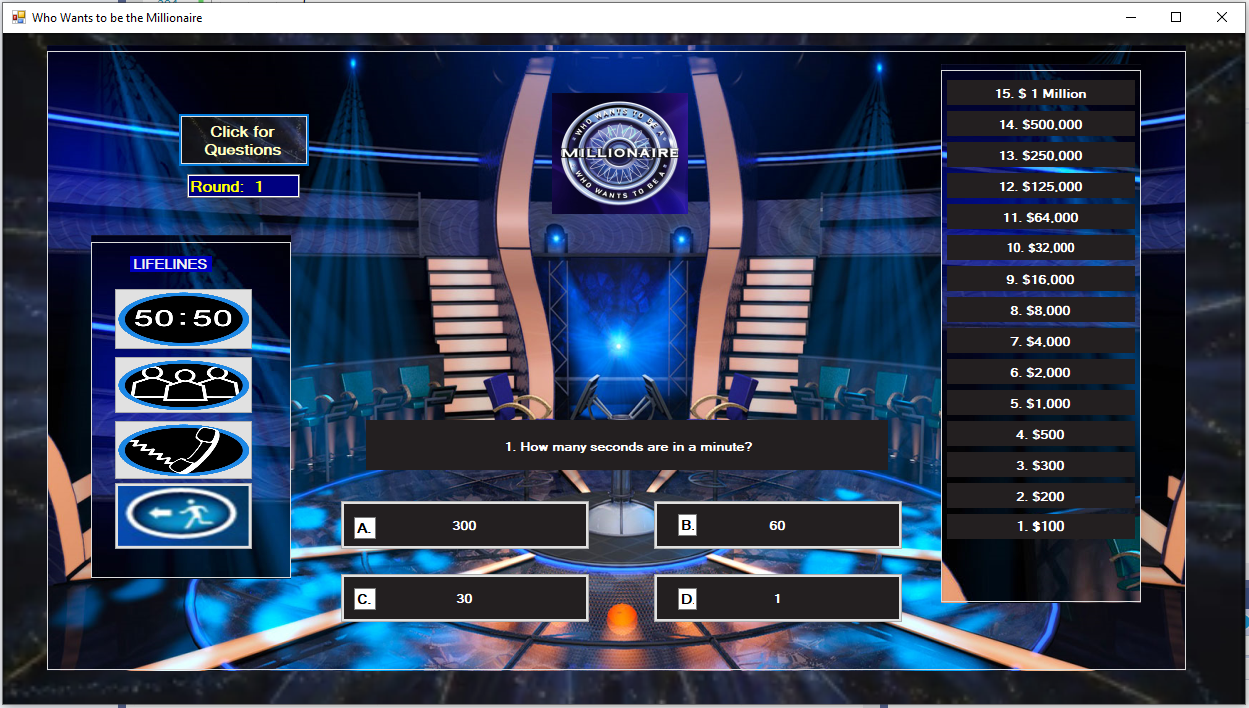 Who Wants to be the Millionaire
Click for
Questions
Round: 1
WHO WANTS TO BE A
MILLIONAIRE
WHO WANTS TO BE A
LIFELINES
50:50
15. $ 1 Million
14. $500,000
13. $250,000
12. $125,000
11. $64,000
10. $32,000
9. $16,000
8. $8,000
7. $4,000
6. $2,000
5. $1,000
4. $500
3. $300
2. $200
1. $100
1. How many seconds are in a minute?
A. 300
B. 60
C. 30
D. 1